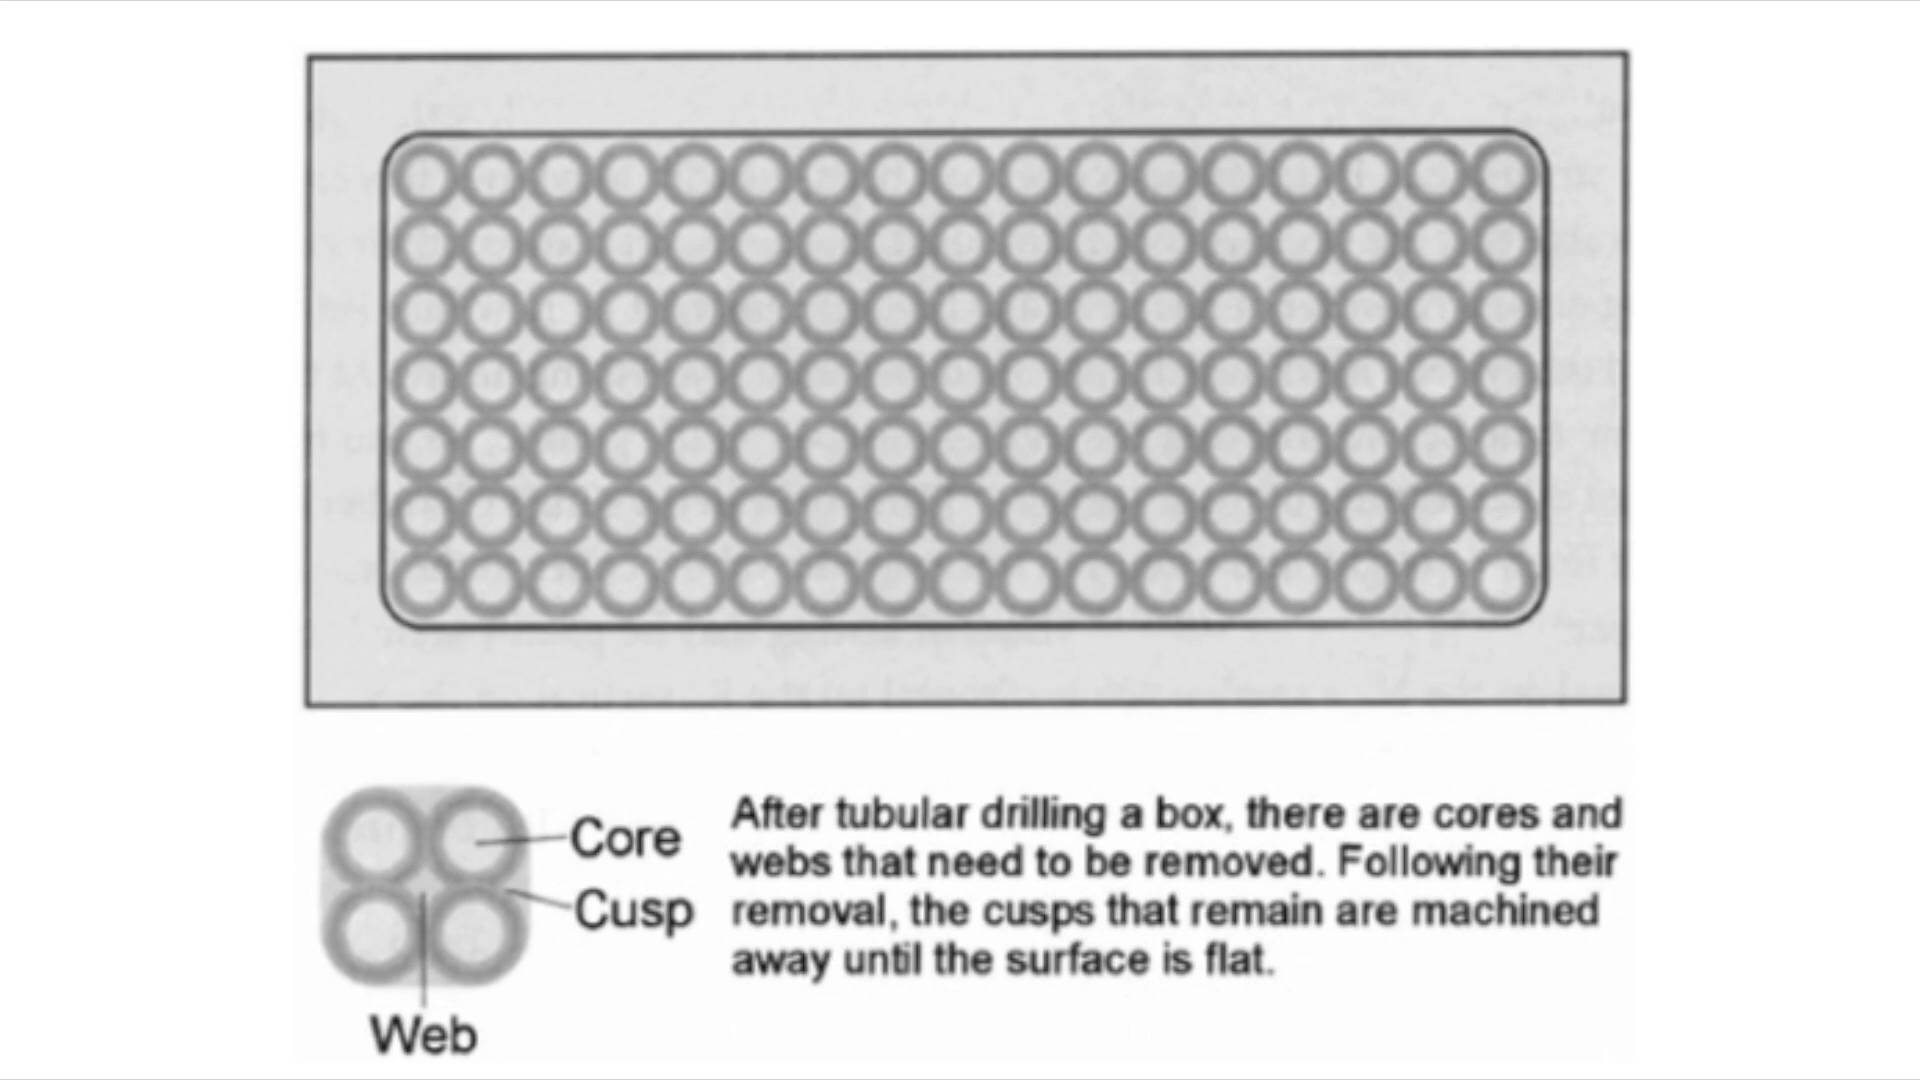 Core
Cusp
Web
After tubular drilling a box, there are cores and
webs that need to be removed. Following their
removal, the cusps that remain are machined
away until the surface is flat.